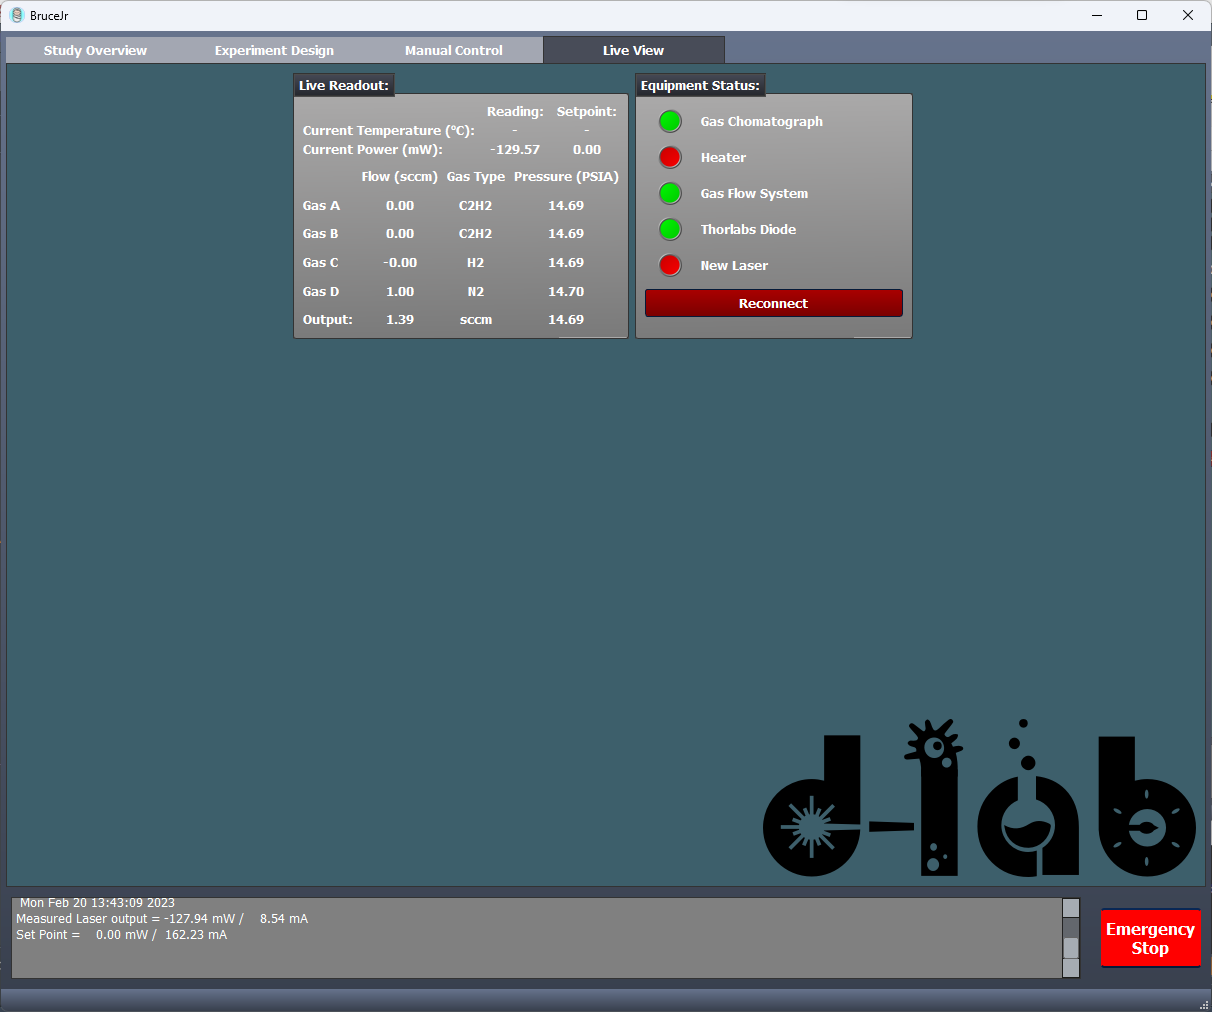 BruceJr
Study Overview Experiment Design Manual Control Live View
Live Readout:
Reading: Setpoint:
Current Temperature (°C): - -
Current Power (mW): -129.57 0.00
Flow (sccm) Gas Type Pressure (PSIA)
Gas A 0.00 C2H2 14.69
Gas B 0.00 C2H2 14.69
Gas C -0.00 H2 14.69
Gas D 1.00 N2 14.70
Output: 1.39 sccm 14.69
Equipment Status:
Gas Chomatograph
Heater
Gas Flow System
Thorlabs Diode
New Laser
Reconnect
d-lab
Mon Feb 20 13:43:09 2023
Measured Laser output = -127.94 mW / 8.54 mA
Set Point = 0.00 mW / 162.23 mA
Emergency
Stop